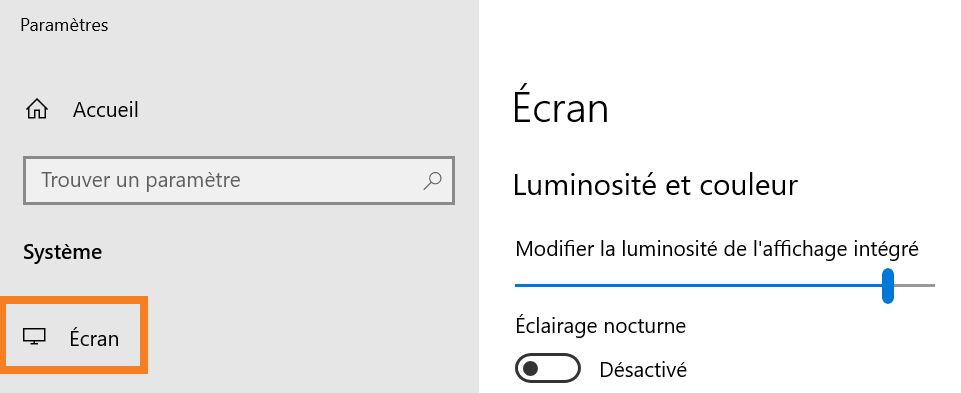 Paramètres
Accueil
Trouver un paramètre
Système
Écran
Écran
Luminosité et couleur
Modifier la luminosité de l'affichage intégré
Éclairage nocturne
Désactivé